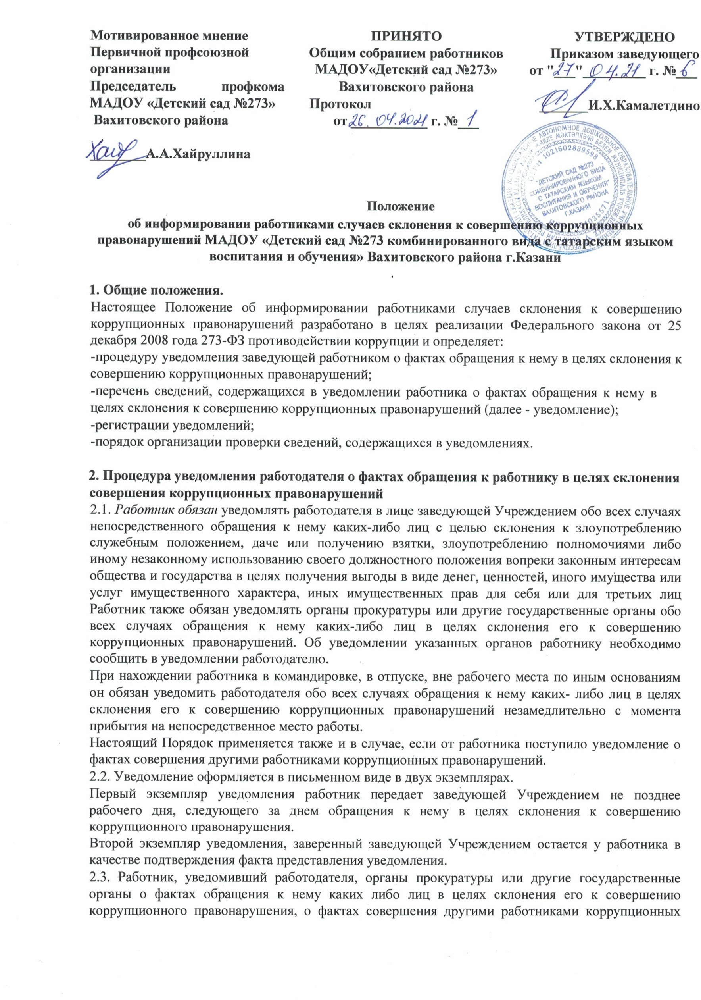 Мотивированное мнение
Первичной профсоюзной
организации
Председатель профкома
МАДОУ «Детский сад №273»
Вахитовского района
А.А.Хайруллина
ПРИНЯТО
Общим собранием работников
МАДОУ«Детский сад №273»
Вахитовского района
Протокол
от 26. 04.2021 г. № 1
УТВЕРЖДЕНО
Приказом заведующего
от "27" 04.21 г. №6
И.Х.Камалетдино
ОГРН 1021602839598
"ДЕТСКИЙ САД №273
КОМБИНИРОВАННОГО ВИДА
С ТАТАРСКИМ ЯЗЫКОМ
ВОСПИТАНИЯ И ОБУЧЕНИЯ"
ВАХИТОВСКОГО РАЙОНА
Г.КАЗАНИ
Положение
об информировании работниками случаев склонения к совершению коррупционных
правонарушений МАДОУ «Детский сад №273 комбинированного вида с татарским языком
воспитания и обучения» Вахитовского района г.Казани
1. Общие положения.
Настоящее Положение об информировании работниками случаев склонения к совершению
коррупционных правонарушений разработано в целях реализации Федерального закона от 25
декабря 2008 года 273-ФЗ противодействии коррупции и определяет:
-процедуру уведомления заведующей работником о фактах обращения к нему в целях склонения к
совершению коррупционных правонарушений;
-перечень сведений, содержащихся в уведомлении работника о фактах обращения к нему в
целях склонения к совершению коррупционных правонарушений (далее - уведомление);
-регистрации уведомлений;
-порядок организации проверки сведений, содержащихся в уведомлениях.
2. Процедура уведомления работодателя о фактах обращения к работнику в целях склонения
совершения коррупционных правонарушений
2.1. Работник обязан уведомлять работодателя в лице заведующей Учреждением обо всех случаях
непосредственного обращения к нему каких-либо лиц с целью склонения к злоупотреблению
служебным положением, даче или получению взятки, злоупотреблению полномочиями либо
иному незаконному использованию своего должностного положения вопреки законным интересам
общества и государства в целях получения выгоды в виде денег, ценностей, иного имущества или
услуг имущественного характера, иных имущественных прав для себя или для третьих лиц
Работник также обязан уведомлять органы прокуратуры или другие государственные органы обо
всех случаях обращения к нему каких-либо лиц в целях склонения его к совершению
коррупционных правонарушений. Об уведомлении указанных органов работнику необходимо
сообщить в уведомлении работодателю.
При нахождении работника в командировке, в отпуске, вне рабочего места по иным основаниям
он обязан уведомить работодателя обо всех случаях обращения к нему каких- либо лиц в целях
склонения его к совершению коррупционных правонарушений незамедлительно с момента
прибытия на непосредственное место работы.
Настоящий Порядок применяется также и в случае, если от работника поступило уведомление о
фактах совершения другими работниками коррупционных правонарушений.
2.2. Уведомление оформляется в письменном виде в двух экземплярах.
Первый экземпляр уведомления работник передает заведующей Учреждением не позднее
рабочего дня, следующего за днем обращения к нему в целях склонения к совершению
коррупционного правонарушения.
Второй экземпляр уведомления, заверенный заведующей Учреждением остается у работника в
качестве подтверждения факта представления уведомления.
2.3. Работник, уведомивший работодателя, органы прокуратуры или другие государственные
органы о фактах обращения к нему каких либо лиц в целях склонения его к совершению
коррупционного правонарушения, о фактах совершения другими работниками коррупционных